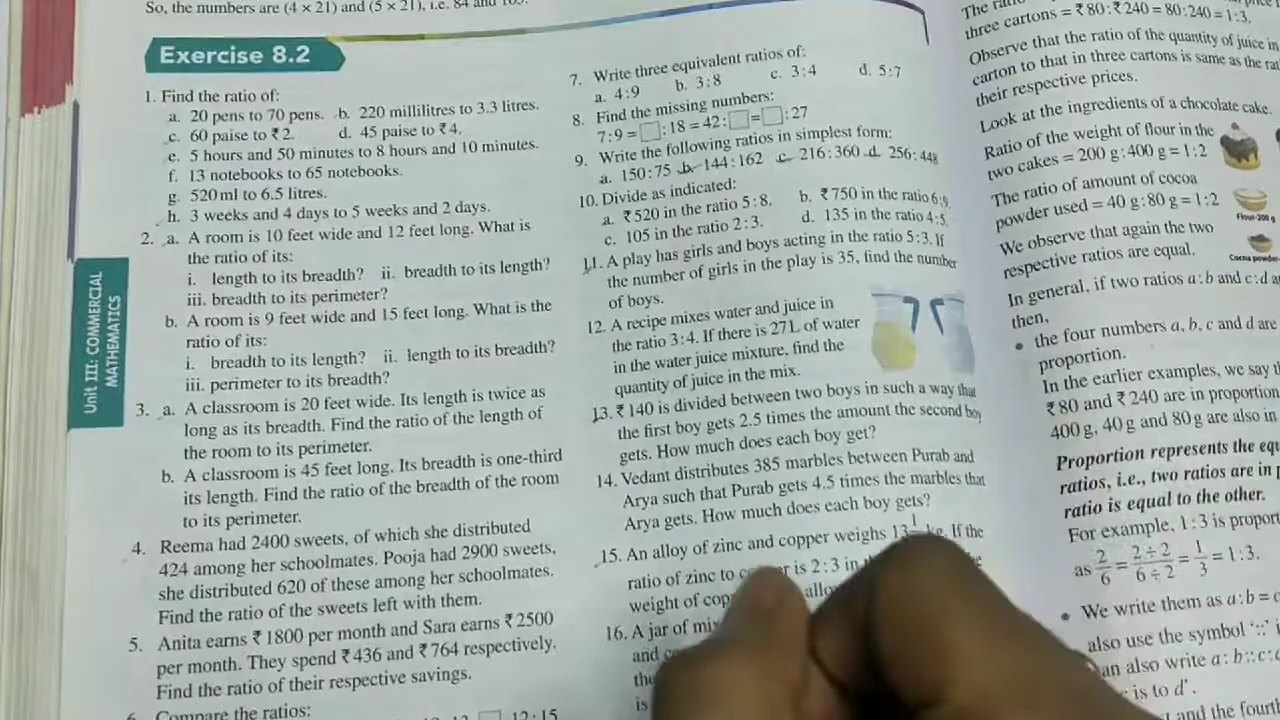 So, the numbers are (4 × 21) and (5 × 21), i.e. 84 and 105.
Exercise 8.2
1. Find the ratio of:
a. 20 pens to 70 pens. b. 220 millilitres to 3.3 litres.
c. 60 paise to ₹2. d. 45 paise to ₹4.
e. 5 hours and 50 minutes to 8 hours and 10 minutes.
f. 13 notebooks to 65 notebooks.
g. 520 ml to 6.5 litres.
h. 3 weeks and 4 days to 5 weeks and 2 days.
2. a. A room is 10 feet wide and 12 feet long. What is
the ratio of its:
i. length to breadth? ii. breadth to its length?
iii. breadth to its perimeter?
b. A room is 9 feet wide and 15 feet long. What is the
ratio of its:
i. breadth to its length? ii. length to its breadth?
iii. perimeter to its breadth?
3. a. A classroom is 20 feet wide. Its length is twice as
long as its breadth. Find the ratio of the length of
the room to its perimeter.
b. A classroom is 45 feet long. Its breadth is one-third
its length. Find the ratio of the breadth of the room
to its perimeter.
4. Reema had 2400 sweets, of which she distributed
424 among her schoolmates. Pooja had 2900 sweets,
she distributed 620 of these among her schoolmates.
Find the ratio of the sweets left with them.
5. Anita earns ₹1800 per month and Sara earns ₹2500
per month. They spend ₹436 and ₹764 respectively.
Find the ratio of their respective savings.
6. Compare the ratios:
12:15
Unit III: COMMERCIAL
MATHEMATICS
7. Write three equivalent ratios of:
a. 4:9 b. 3:8 c. 3:4 d. 5:7
8. Find the missing numbers:
7:9 = □:18 = 42:□ = □:27
9. Write the following ratios in simplest form:
a. 150:75 b. 144:162 c. 216:360 d. 256:448
10. Divide as indicated:
a. ₹520 in the ratio 5:8. b. ₹750 in the ratio 6:9.
c. 105 in the ratio 2:3. d. 135 in the ratio 4:5.
11. A play has girls and boys acting in the ratio 5:3. If
the number of girls in the play is 35, find the number
of boys.
12. A recipe mixes water and juice in
the ratio 3:4. If there is 27L of water
in the water juice mixture, find the
quantity of juice in the mix.
13. ₹140 is divided between two boys in such a way that
the first boy gets 2.5 times the amount the second boy
gets. How much does each boy get?
14. Vedant distributes 385 marbles between Purab and
Arya such that Purab gets 4.5 times the marbles that
Arya gets. How much does each boy gets?
15. An alloy of zinc and copper weighs 13 If the
ratio of zinc to is 2:3 in
weight of
16. A jar of
and
is
three cartons = ₹80:₹240 = 80:240 = 1:3.
Observe that the ratio of the quantity of juice in
carton to that in three cartons is same as the
their respective prices.
Look at the ingredients of a chocolate cake.
Ratio of the weight of flour in the
two cakes = 200 g:400 g = 1:2
The ratio of amount of cocoa
powder used = 40 g:80 g = 1:2
Flour-200 g
We observe that again the two
respective ratios are equal.
Cocoa powder
In general, if two ratios a:b and c:d
then,
• the four numbers a, b, c and d are
proportion.
In the earlier examples, we say
₹80 and ₹240 are in proportion
400 g, 40 g and 80 g are also in
Proportion represents the
ratios, i.e., two ratios are in
ratio is equal to the other.
For example, 1:3 is
as 2/6 = 2 ÷ 2/6 ÷ 2 = 1/3 = 1:3.
• We write them as a:b =
also use the symbol '::'
can also write a:b::c:
is to d'.
and the fourth